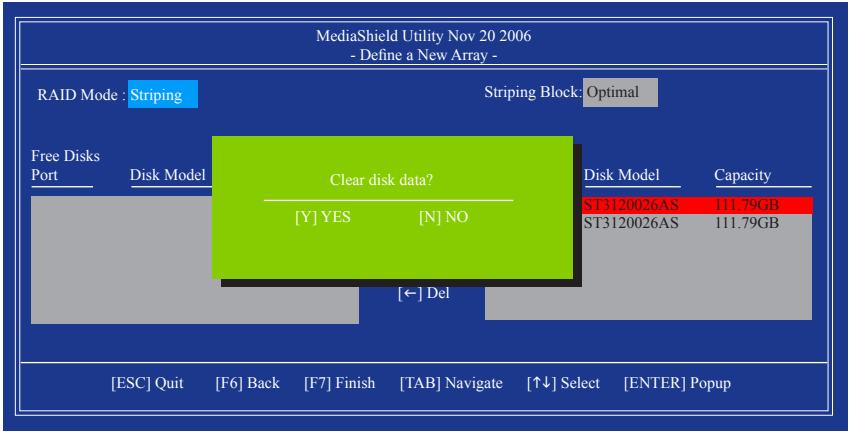 MediaShield Utility Nov 20 2006
- Define a New Array -
RAID Mode : Striping Striping Block: Optimal
Free Disks
Port Disk Model Disk Model Capacity
Clear disk data?
[Y] YES [N] NO
ST3120026AS 111.79GB
ST3120026AS 111.79GB
[←] Del
[ESC] Quit [F6] Back [F7] Finish [TAB] Navigate [↑↓] Select [ENTER] Popup